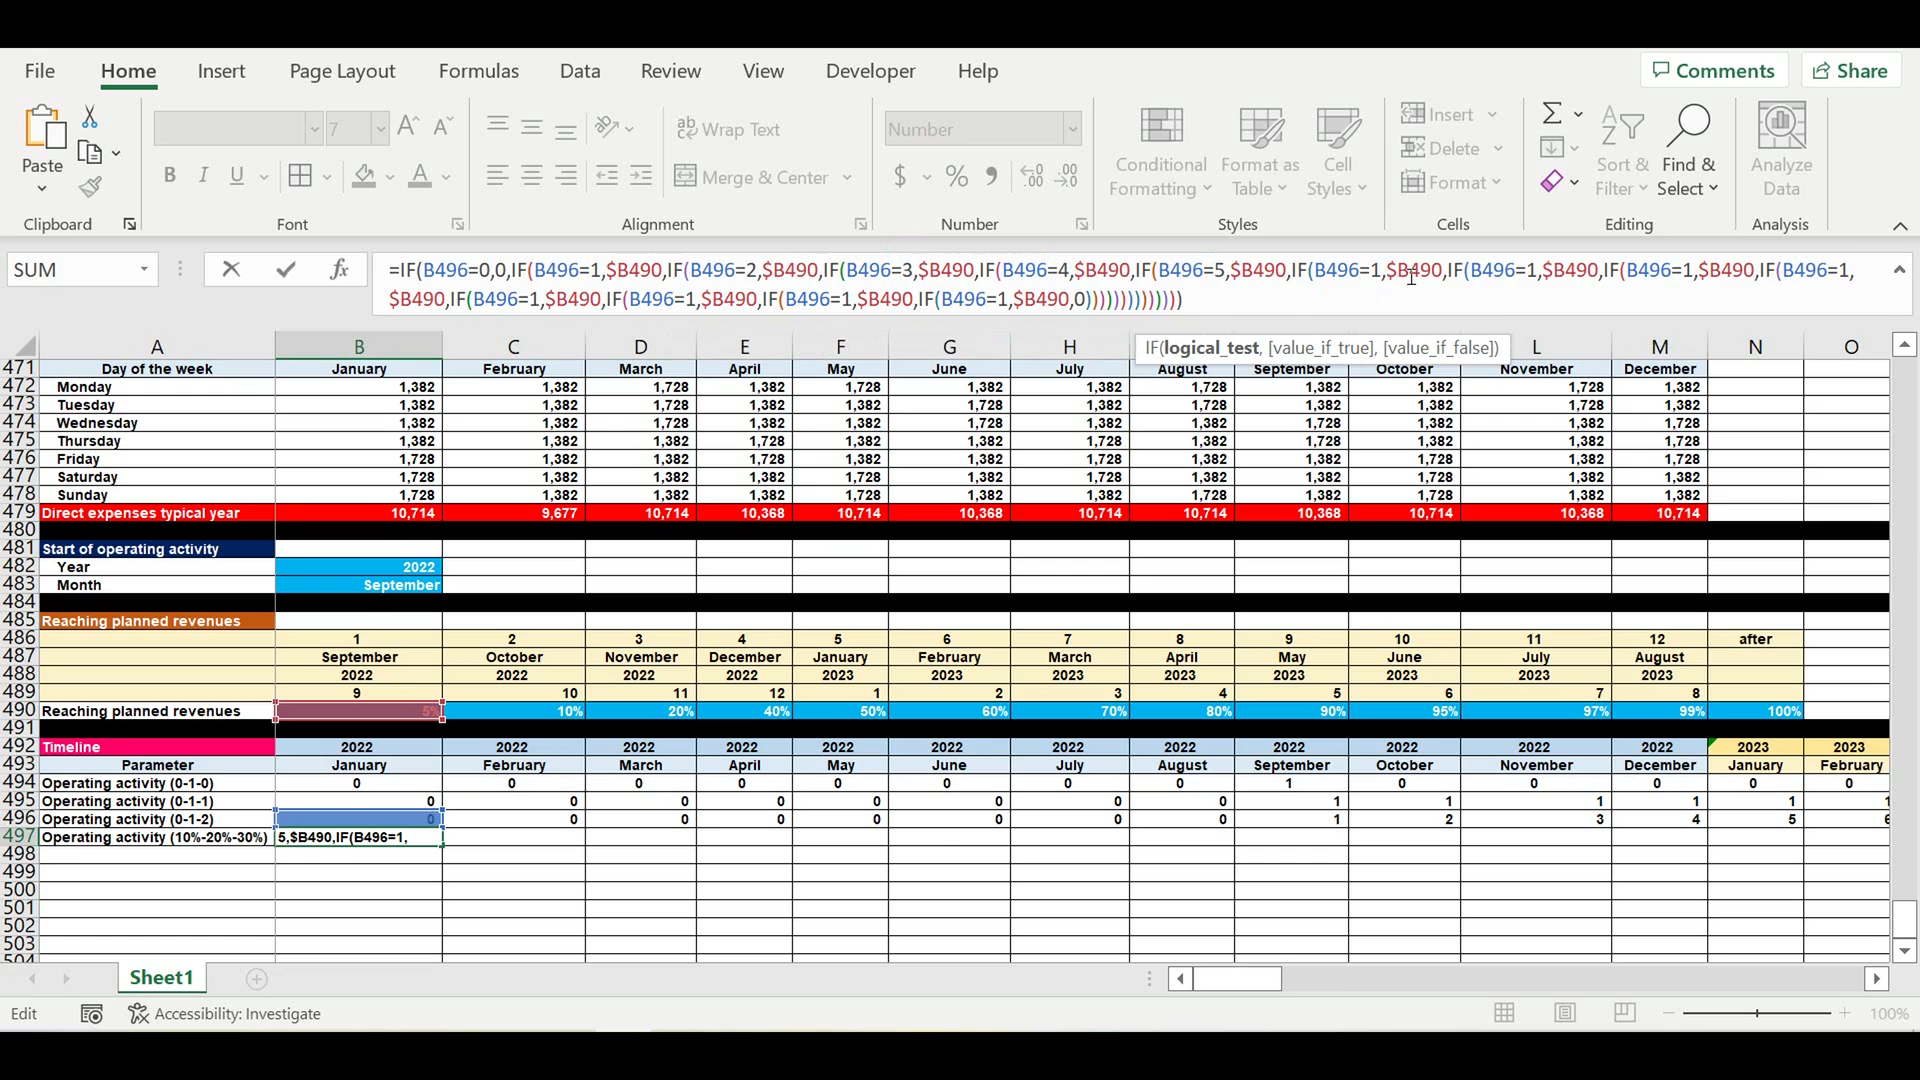 File Home Insert Page Layout Formulas Data Review View Developer Help Comments Share
Paste
7
Wrap Text
Merge & Center
Number
Conditional Formatting
Format as Table
Cell Styles
Insert
Delete
Format
Sort & Filter
Find & Select
Analyze Data
Clipboard Font Alignment Number Styles Cells Editing Analysis
SUM
=IF(B496=0,0,IF(B496=1,$B490,IF(B496=2,$B490,IF(B496=3,$B490,IF(B496=4,$B490,IF(B496=5,$B490,IF(B496=1,$B490,IF(B496=1,$B490,IF(B496=1,$B490,IF(B496=1,
$B490,IF(B496=1,$B490,IF(B496=1,$B490,IF(B496=1,$B490,IF(B496=1,$B490,0))))))))))))))
IF(logical_test, [value_if_true], [value_if_false])
A B C D E F G H L M N O
471 Day of the week January February March April May June July August September October November December
472 Monday 1,382 1,382 1,728 1,382 1,382 1,728 1,382 1,728 1,382 1,382 1,728 1,382
473 Tuesday 1,382 1,382 1,728 1,382 1,382 1,382 1,382 1,382 1,382 1,382 1,728 1,382
474 Wednesday 1,382 1,382 1,728 1,382 1,382 1,382 1,382 1,382 1,728 1,382 1,382 1,382
475 Thursday 1,382 1,382 1,382 1,728 1,382 1,382 1,728 1,382 1,728 1,382 1,382 1,728
476 Friday 1,728 1,382 1,382 1,728 1,382 1,382 1,728 1,382 1,382 1,728 1,382 1,728
477 Saturday 1,728 1,382 1,382 1,382 1,728 1,382 1,382 1,382 1,382 1,728 1,382 1,382
478 Sunday 1,728 1,382 1,382 1,382 1,728 1,382 1,382 1,382 1,382 1,728 1,382 1,382
479 Direct expenses typical year 10,714 9,677 10,714 10,368 10,714 10,368 10,714 10,714 10,368 10,714 10,368 10,714
480
481 Start of operating activity
482 Year 2022
483 Month September
484
485 Reaching planned revenues
486 1 2 3 4 5 6 7 8 9 10 11 12 after
487 September October November December January February March April May June July August
488 2022 2022 2022 2022 2023 2023 2023 2023 2023 2023 2023 2023
489 9 10 11 12 1 2 3 4 5 6 7 8
490 Reaching planned revenues 5% 10% 20% 40% 50% 60% 70% 80% 90% 95% 97% 99% 100%
491
492 Timeline 2022 2022 2022 2022 2022 2022 2022 2022 2022 2022 2022 2022 2023 2023
493 Parameter January February March April May June July August September October November December January February
494 Operating activity (0-1-0) 0 0 0 0 0 0 0 0 1 0 0 0 0 0
495 Operating activity (0-1-1) 0 0 0 0 0 0 0 0 1 1 1 1 1 1
496 Operating activity (0-1-2) 0 0 0 0 0 0 0 0 1 2 3 4 5 6
497 Operating activity (10%-20%-30%) 5,$B490,IF(B496=1,
498
499
500
501
502
503
504
Sheet1
Edit Accessibility: Investigate 100%